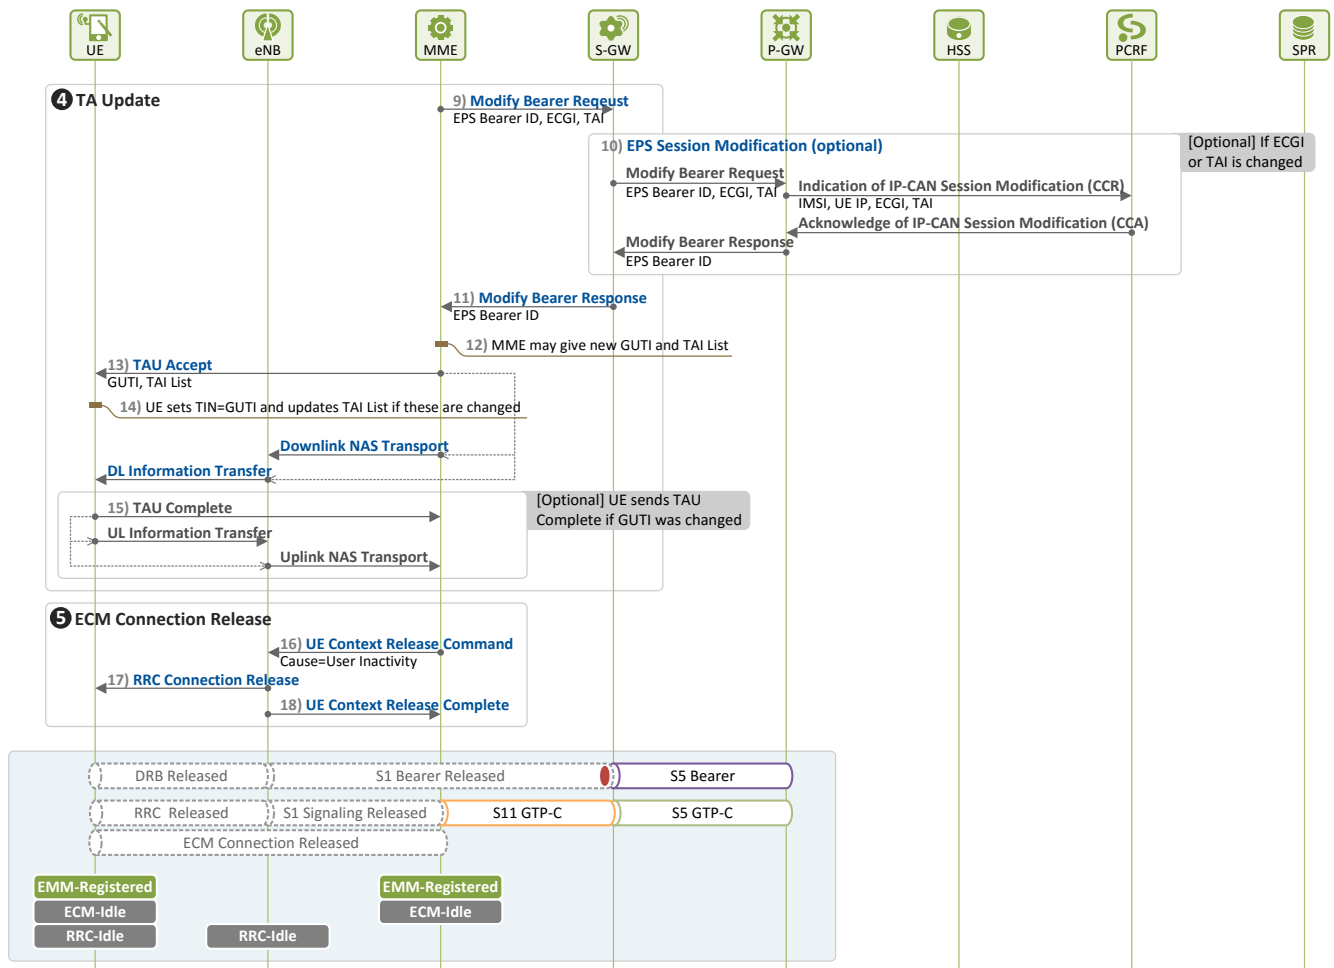 UE
eNB
MME
S-GW
P-GW
HSS
PCRF
SPR
4 TA Update
9) Modify Bearer Reqeust
EPS Bearer ID, ECGI, TAI
10) EPS Session Modification (optional)
[Optional] If ECGI
or TAI is changed
Modify Bearer Request
EPS Bearer ID, ECGI, TAI
Indication of IP-CAN Session Modification (CCR)
IMSI, UE IP, ECGI, TAI
Acknowledge of IP-CAN Session Modification (CCA)
Modify Bearer Response
EPS Bearer ID
11) Modify Bearer Response
EPS Bearer ID
12) MME may give new GUTI and TAI List
13) TAU Accept
GUTI, TAI List
14) UE sets TIN=GUTI and updates TAI List if these are changed
Downlink NAS Transport
DL Information Transfer
[Optional] UE sends TAU
Complete if GUTI was changed
15) TAU Complete
UL Information Transfer
Uplink NAS Transport
5 ECM Connection Release
16) UE Context Release Command
Cause=User Inactivity
17) RRC Connection Release
18) UE Context Release Complete
DRB Released
S1 Bearer Released
S5 Bearer
RRC Released
S1 Signaling Released
S11 GTP-C
S5 GTP-C
ECM Connection Released
EMM-Registered
EMM-Registered
ECM-Idle
ECM-Idle
RRC-Idle
RRC-Idle